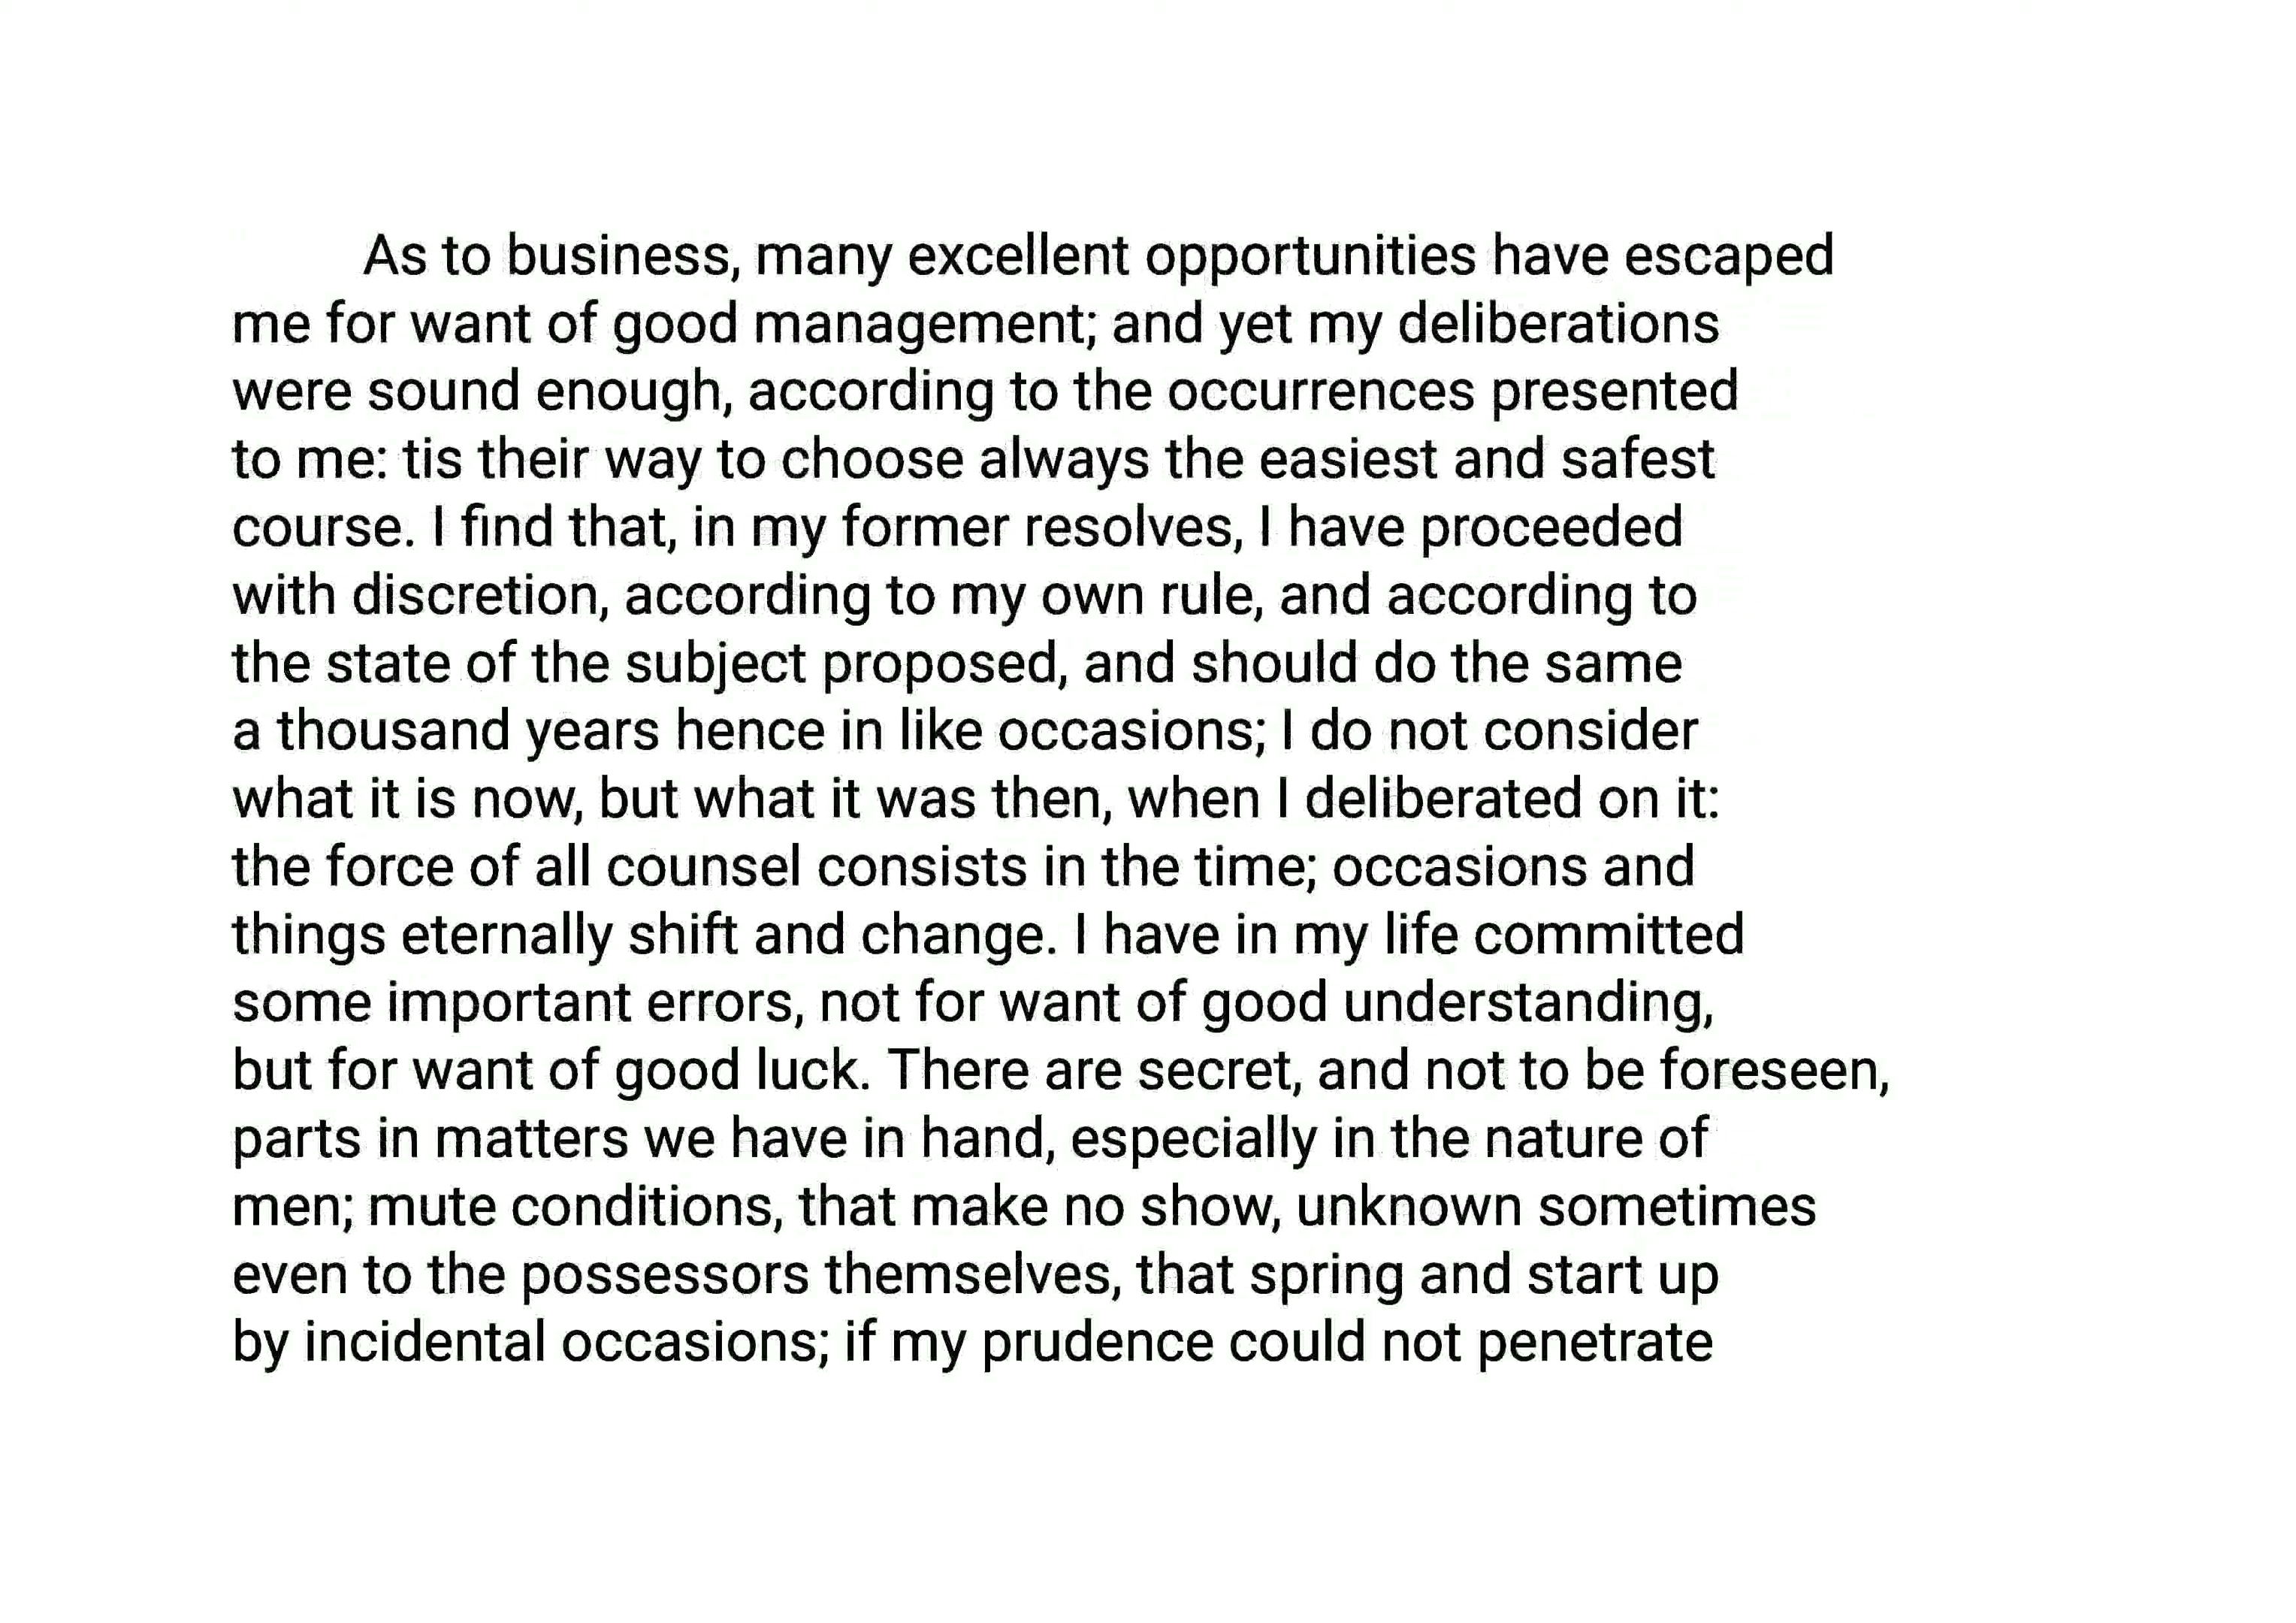 As to business, many excellent opportunities have escaped
me for want of good management; and yet my deliberations
were sound enough, according to the occurrences presented
to me: tis their way to choose always the easiest and safest
course. I find that, in my former resolves, I have proceeded
with discretion, according to my own rule, and according to
the state of the subject proposed, and should do the same
a thousand years hence in like occasions; I do not consider
what it is now, but what it was then, when I deliberated on it:
the force of all counsel consists in the time; occasions and
things eternally shift and change. I have in my life committed
some important errors, not for want of good understanding,
but for want of good luck. There are secret, and not to be foreseen,
parts in matters we have in hand, especially in the nature of
men; mute conditions, that make no show, unknown sometimes
even to the possessors themselves, that spring and start up
by incidental occasions; if my prudence could not penetrate